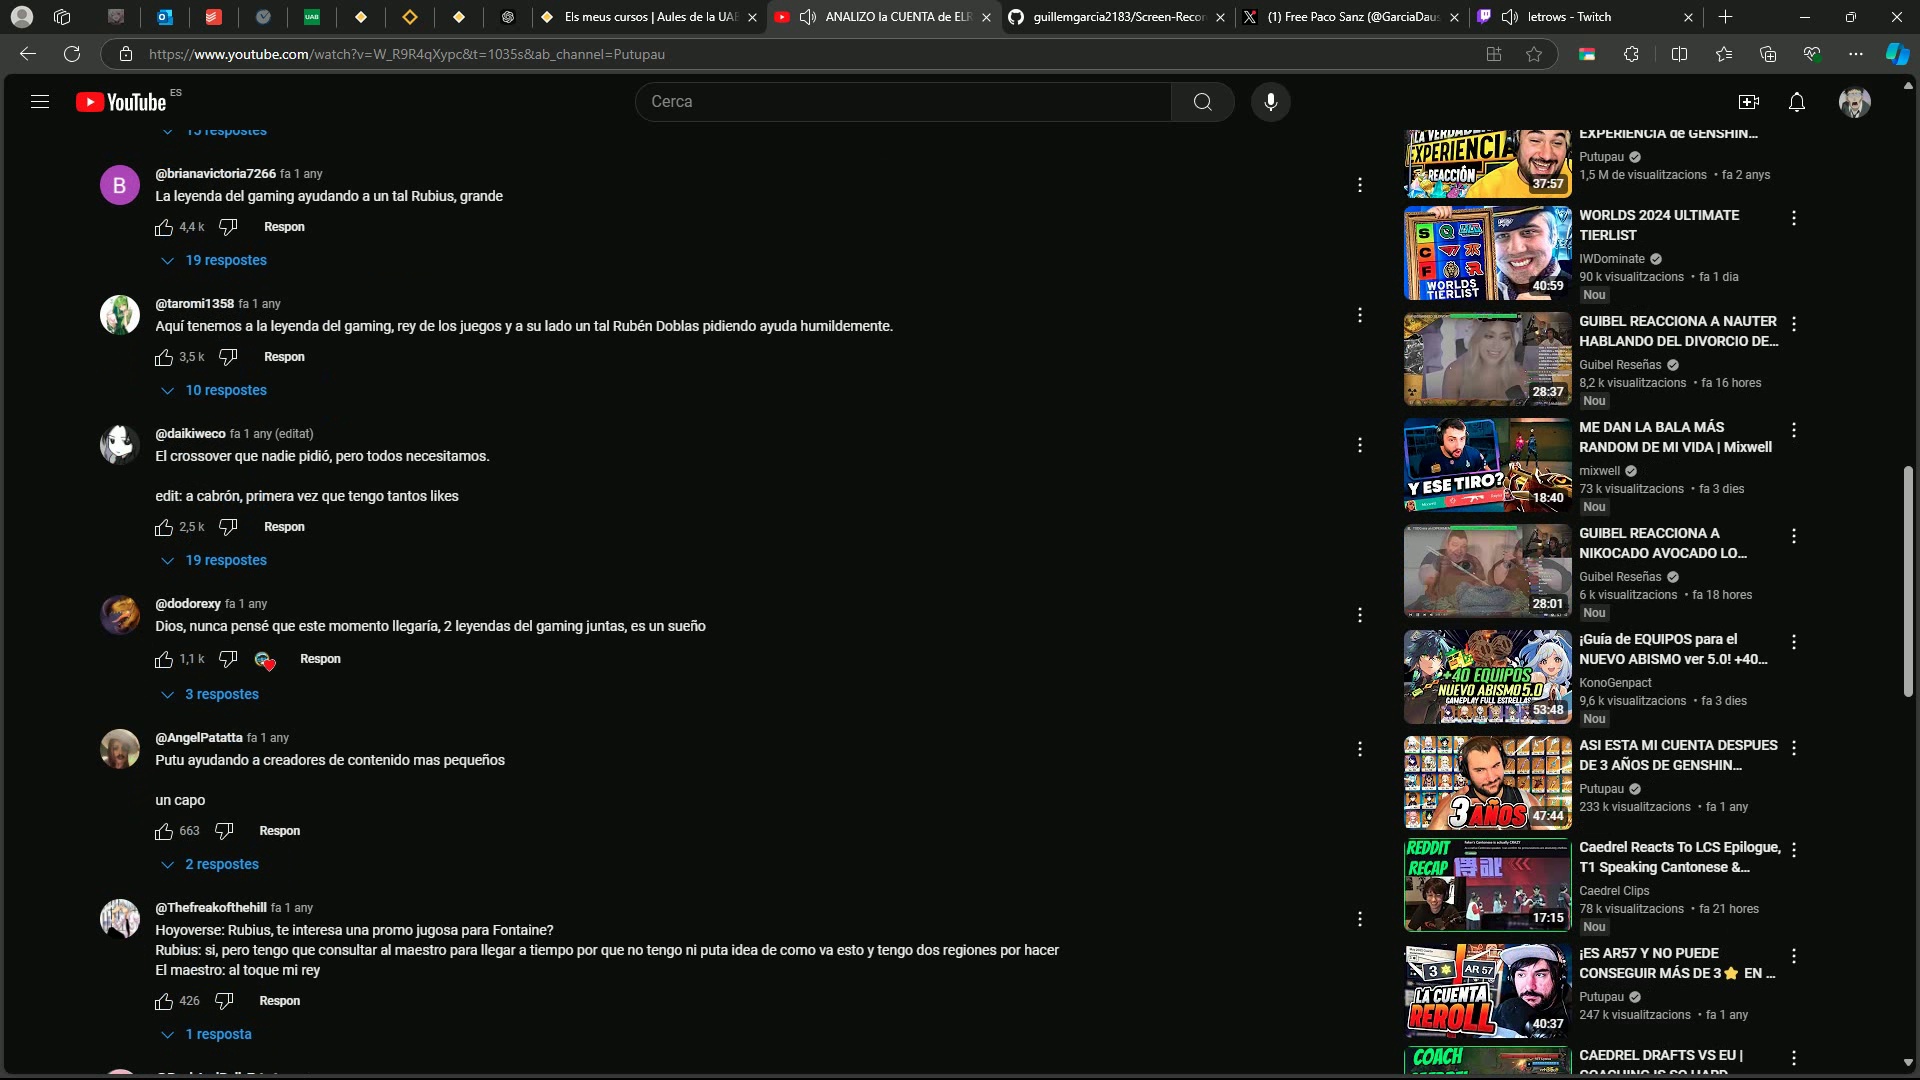 Els meus cursos | Aules de la UAB
ANALIZO la CUENTA de ELR
guillemgarcia2183/Screen-Recor
(1) Free Paco Sanz (@GarciaDaus
letrows - Twitch
https://www.youtube.com/watch?v=W_R9R4qXypc&t=1035s&ab_channel=Putupau
YouTube ES
Cerca
15 respostes
@brianavictoria7266 fa 1 any
La leyenda del gaming ayudando a un tal Rubius, grande
4,4 k Respon
19 respostes
@taromi1358 fa 1 any
Aquí tenemos a la leyenda del gaming, rey de los juegos y a su lado un tal Rubén Doblas pidiendo ayuda humildemente.
3,5 k Respon
10 respostes
@daikiweco fa 1 any (editat)
El crossover que nadie pidió, pero todos necesitamos.
edit: a cabrón, primera vez que tengo tantos likes
2,5 k Respon
19 respostes
@dodorexy fa 1 any
Dios, nunca pensé que este momento llegaría, 2 leyendas del gaming juntas, es un sueño
1,1 k Respon
3 respostes
@AngelPatatta fa 1 any
Putu ayudando a creadores de contenido mas pequeños
un capo
663 Respon
2 respostes
@Thefreakofthehill fa 1 any
Hoyoverse: Rubius, te interesa una promo jugosa para Fontaine?
Rubius: si, pero tengo que consultar al maestro para llegar a tiempo por que no tengo ni puta idea de como va esto y tengo dos regiones por hacer
El maestro: al toque mi rey
426 Respon
1 resposta
LA VERDADERA
EXPERIENCIA
REACCIÓN
37:57
EXPERIENCIA de GENSHIN...
Putupau
1,5 M de visualitzacions • fa 2 anys
S
C
F
WORLDS
TIERLIST
40:59
WORLDS 2024 ULTIMATE
TIERLIST
IWDominate
90 k visualitzacions • fa 1 dia
Nou
28:37
GUIBEL REACCIONA A NAUTER
HABLANDO DEL DIVORCIO DE...
Guibel Reseñas
8,2 k visualitzacions • fa 16 hores
Nou
Y ESE TIRO?
18:40
ME DAN LA BALA MÁS
RANDOM DE MI VIDA | Mixwell
mixwell
73 k visualitzacions • fa 3 dies
Nou
28:01
GUIBEL REACCIONA A
NIKOCADO AVOCADO LO...
Guibel Reseñas
6 k visualitzacions • fa 18 hores
Nou
+40 EQUIPOS
NUEVO ABISMO 5.0
GAMEPLAY FULL ESTRELLAS
53:48
¡Guía de EQUIPOS para el
NUEVO ABISMO ver 5.0! +40...
KonoGenpact
9,6 k visualitzacions • fa 3 dies
Nou
3 AÑOS
47:44
ASI ESTA MI CUENTA DESPUES
DE 3 AÑOS DE GENSHIN...
Putupau
233 k visualitzacions • fa 1 any
REDDIT
RECAP
17:15
Caedrel Reacts To LCS Epilogue,
T1 Speaking Cantonese &...
Caedrel Clips
78 k visualitzacions • fa 21 hores
Nou
3
AR 57
LA CUENTA
REROLL
40:37
¡ES AR57 Y NO PUEDE
CONSEGUIR MÁS DE 3⭐ EN ...
Putupau
247 k visualitzacions • fa 1 any
COACH
CAEDREL DRAFTS VS EU |
COACHING IS SO HARD